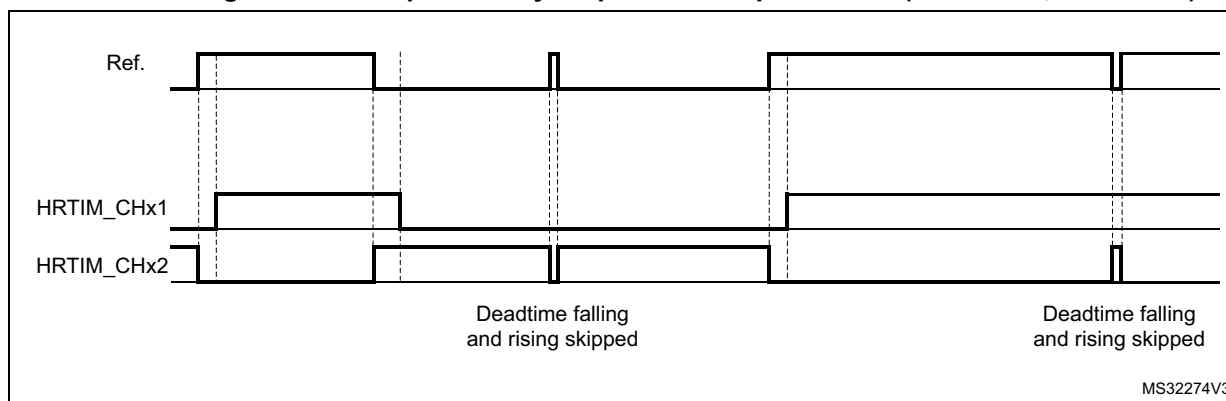 Ref.
HRTIM_CHx1
HRTIM_CHx2
Deadtime falling
and rising skipped
Deadtime falling
and rising skipped
MS32274V3